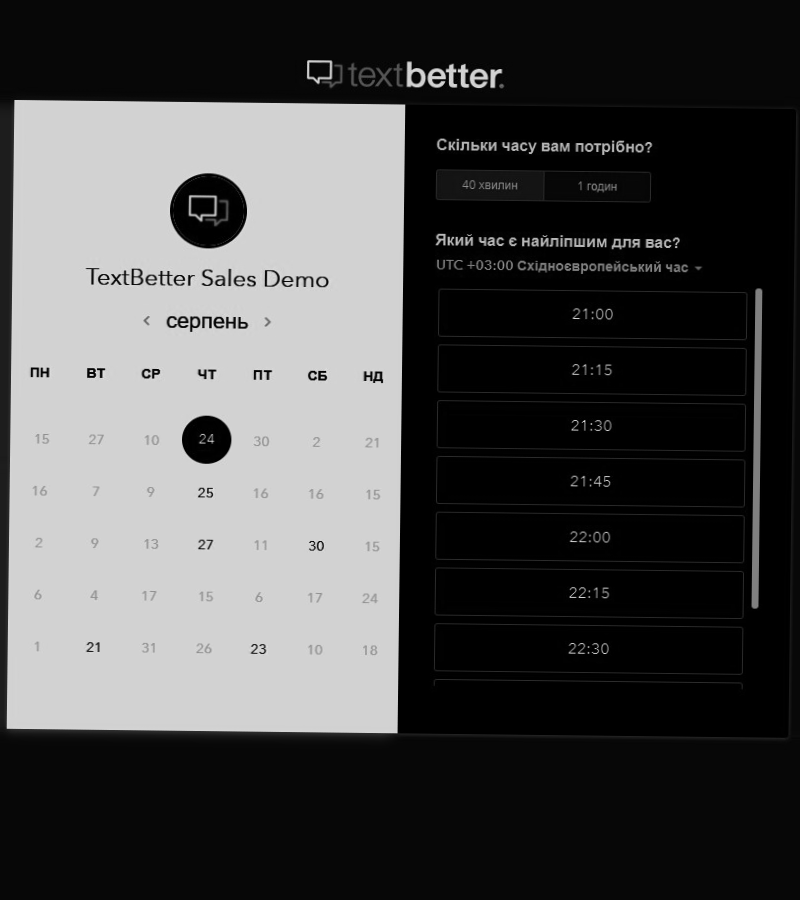 textbetter.
TextBetter Sales Demo
серпень
ПН ВТ СР ЧТ ПТ СБ НД
15 27 10 24 30 2 21
16 7 9 25 16 16 15
2 9 13 27 11 30 15
6 4 17 15 6 17 24
1 21 31 26 23 10 18
Скільки часу вам потрібно?
40 хвилин 1 годин
Який час є найліпшим для вас?
UTC +03:00 Східноєвропейський час
21:00
21:15
21:30
21:45
22:00
22:15
22:30